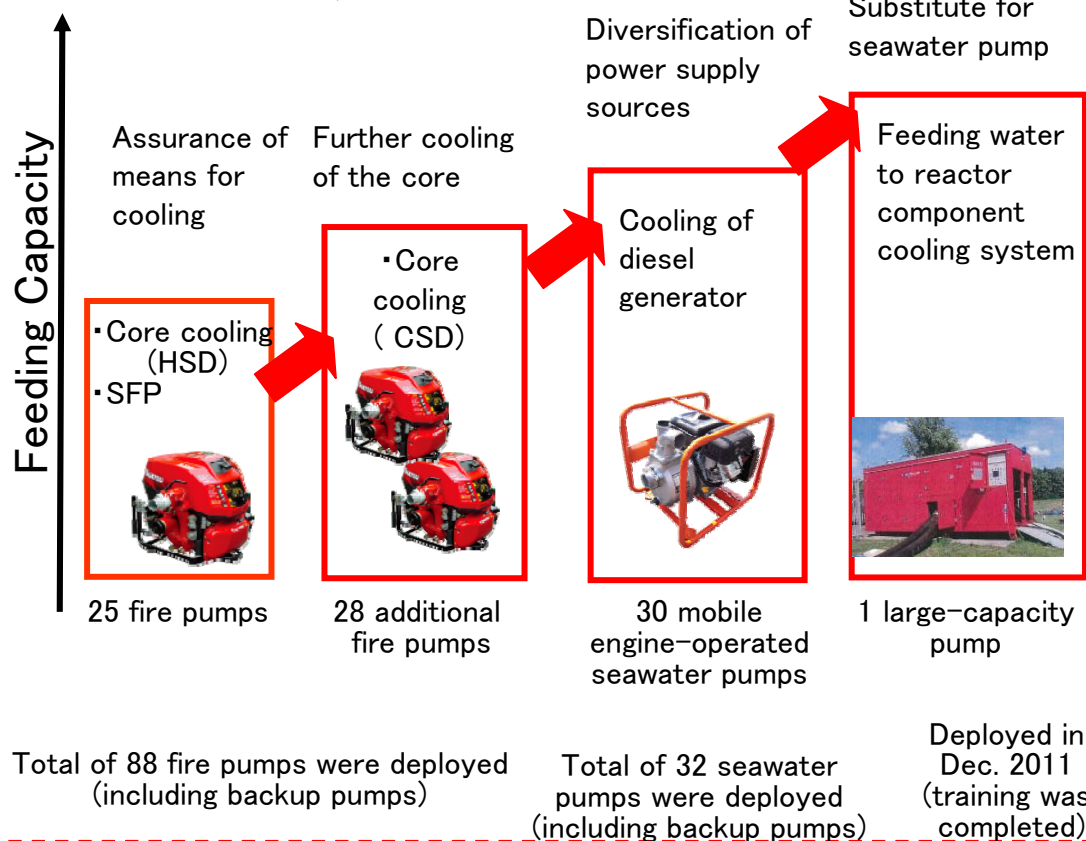 Feeding Capacity
Assurance of
means for
cooling
・Core cooling
(HSD)
・SFP
25 fire pumps
Further cooling
of the core
・Core
cooling
( CSD)
28 additional
fire pumps
Diversification of
power supply
sources
Cooling of
diesel
generator
30 mobile
engine-operated
seawater pumps
Substitute for
seawater pump
Feeding water
to reactor
component
cooling system
1 large-capacity
pump
Total of 88 fire pumps were deployed
(including backup pumps)
Total of 32 seawater
pumps were deployed
(including backup pumps)
Deployed in
Dec. 2011
(training was
completed)